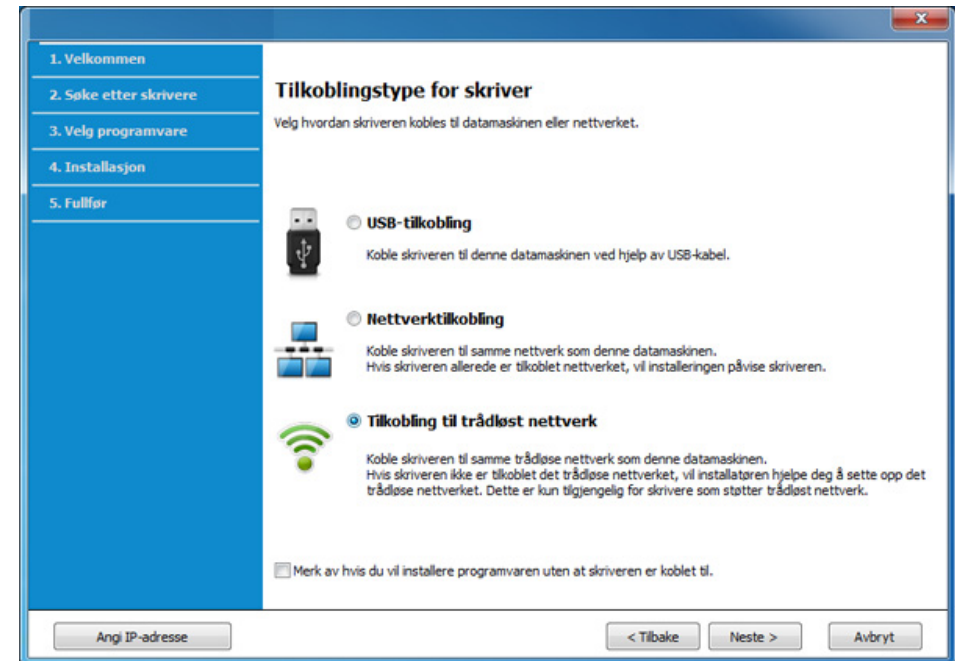 1. Velkommen
2. Søke etter skrivere
3. Velg programvare
4. Installasjon
5. Fullfør
Tilkoblingstype for skriver
Velg hvordan skriveren kobles til datamaskinen eller nettverket.
USB-tilkobling
Koble skriveren til denne datamaskinen ved hjelp av USB-kabel.
Nettverktilkobling
Koble skriveren til samme nettverk som denne datamaskinen.
Hvis skriveren allerede er tilkoblet nettverket, vil installeringen påvise skriveren.
Tilkobling til trådløst nettverk
Koble skriveren til samme trådløse nettverk som denne datamaskinen.
Hvis skriveren ikke er tilkoblet det trådløse nettverket, vil installatøren hjelpe deg å sette opp det
trådløse nettverket. Dette er kun tilgjengelig for skrivere som støtter trådløst nettverk.
Merk av hvis du vil installere programvaren uten at skriveren er koblet til.
Angi IP-adresse
< Tilbake
Neste >
Avbryt